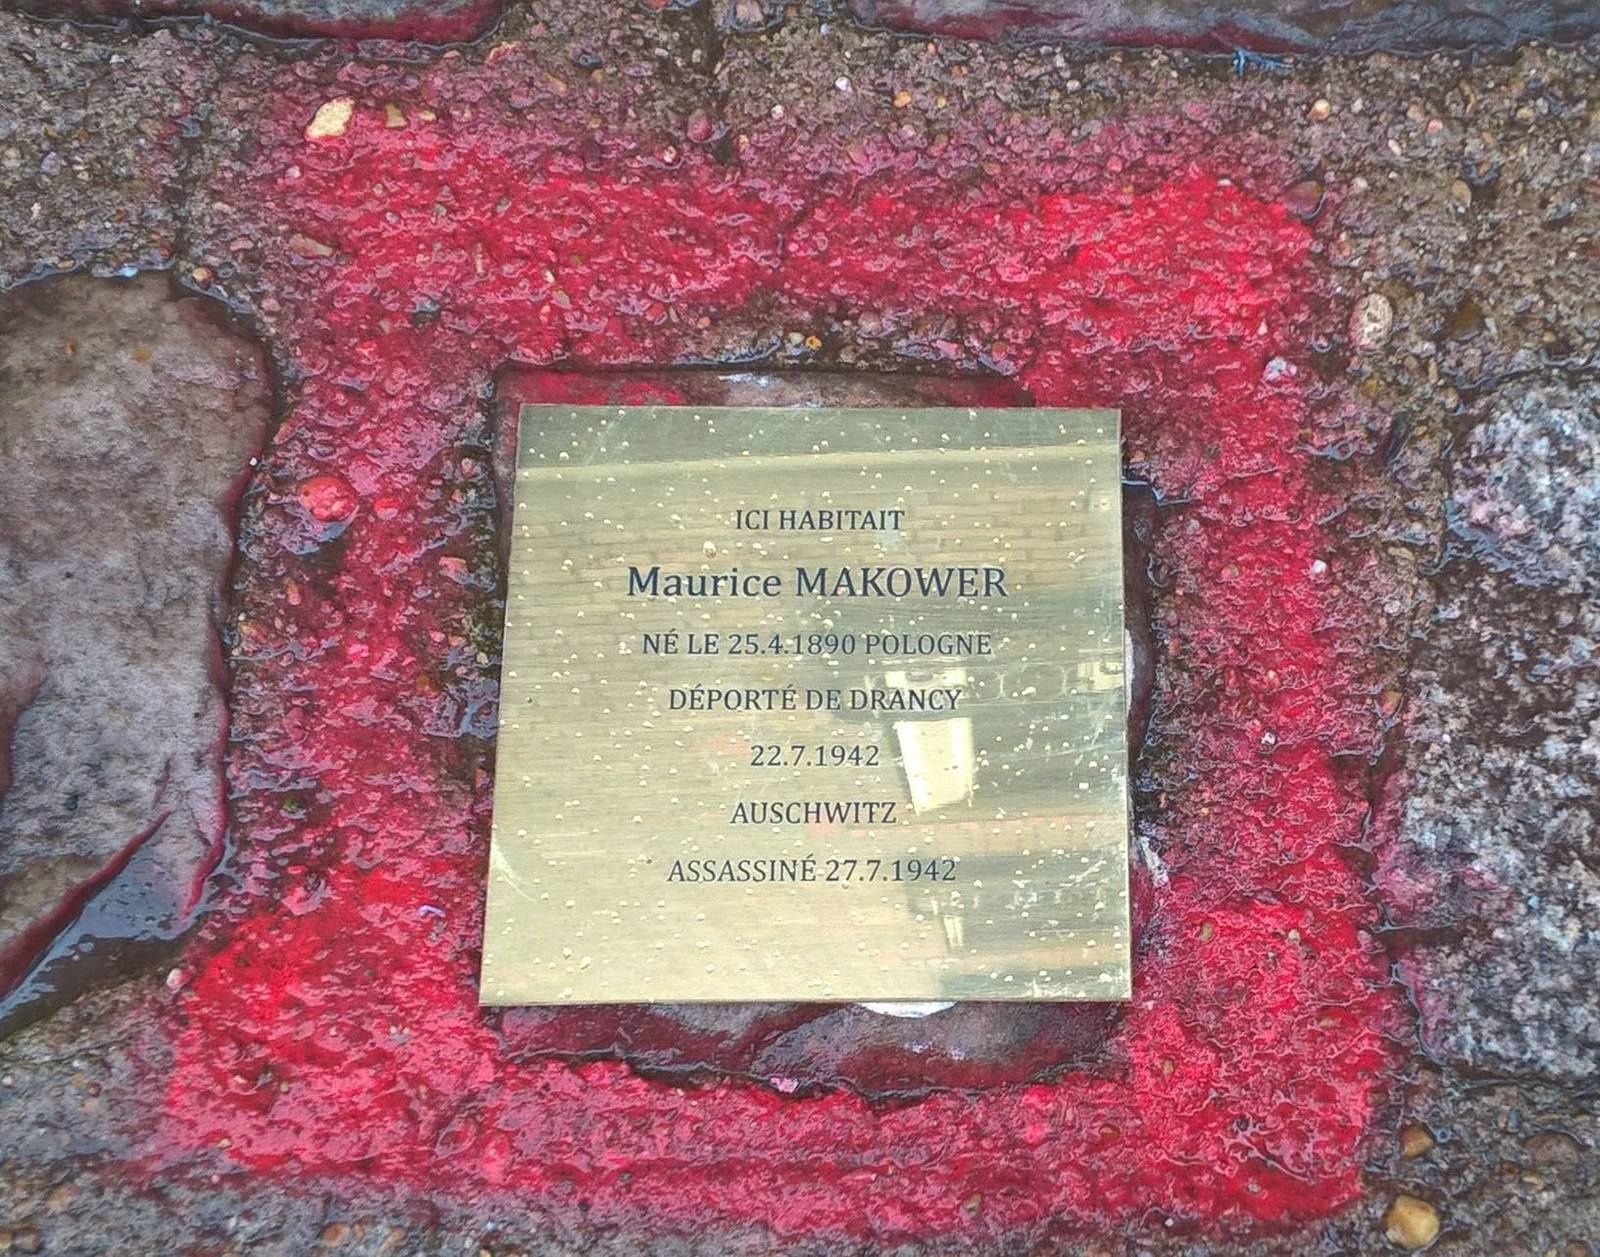 ICI HABITAIT
Maurice MAKOWER
NÉ LE 25.4.1890 POLOGNE
DÉPORTÉ DE DRANCY
22.7.1942
AUSCHWITZ
ASSASSINÉ 27.7.1942